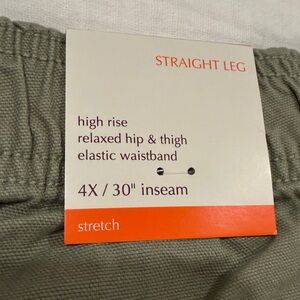 STRAIGHT LEG
high rise
relaxed hip & thigh
elastic waistband
4X / 30" inseam
stretch